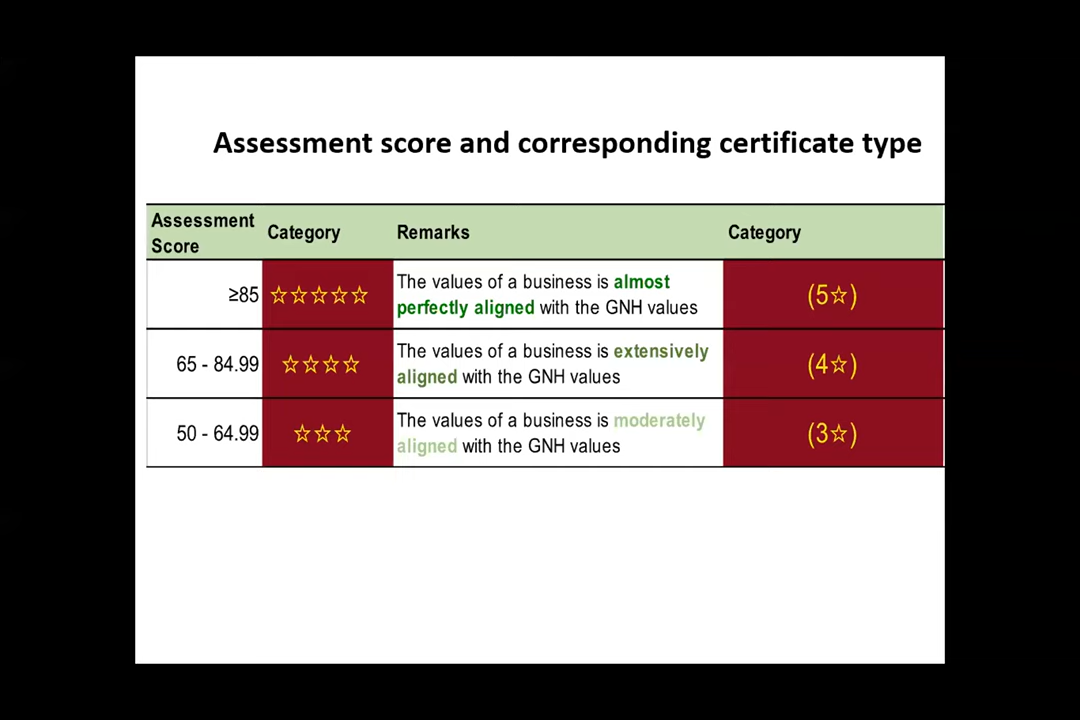 Assessment score and corresponding certificate type
Assessment
Score
Category
Remarks
Category
≥85
☆☆☆☆☆
The values of a business is almost
perfectly aligned with the GNH values
(5☆)
65 - 84.99
☆☆☆☆
The values of a business is extensively
aligned with the GNH values
(4☆)
50 - 64.99
☆☆☆
The values of a business is moderately
aligned with the GNH values
(3☆)